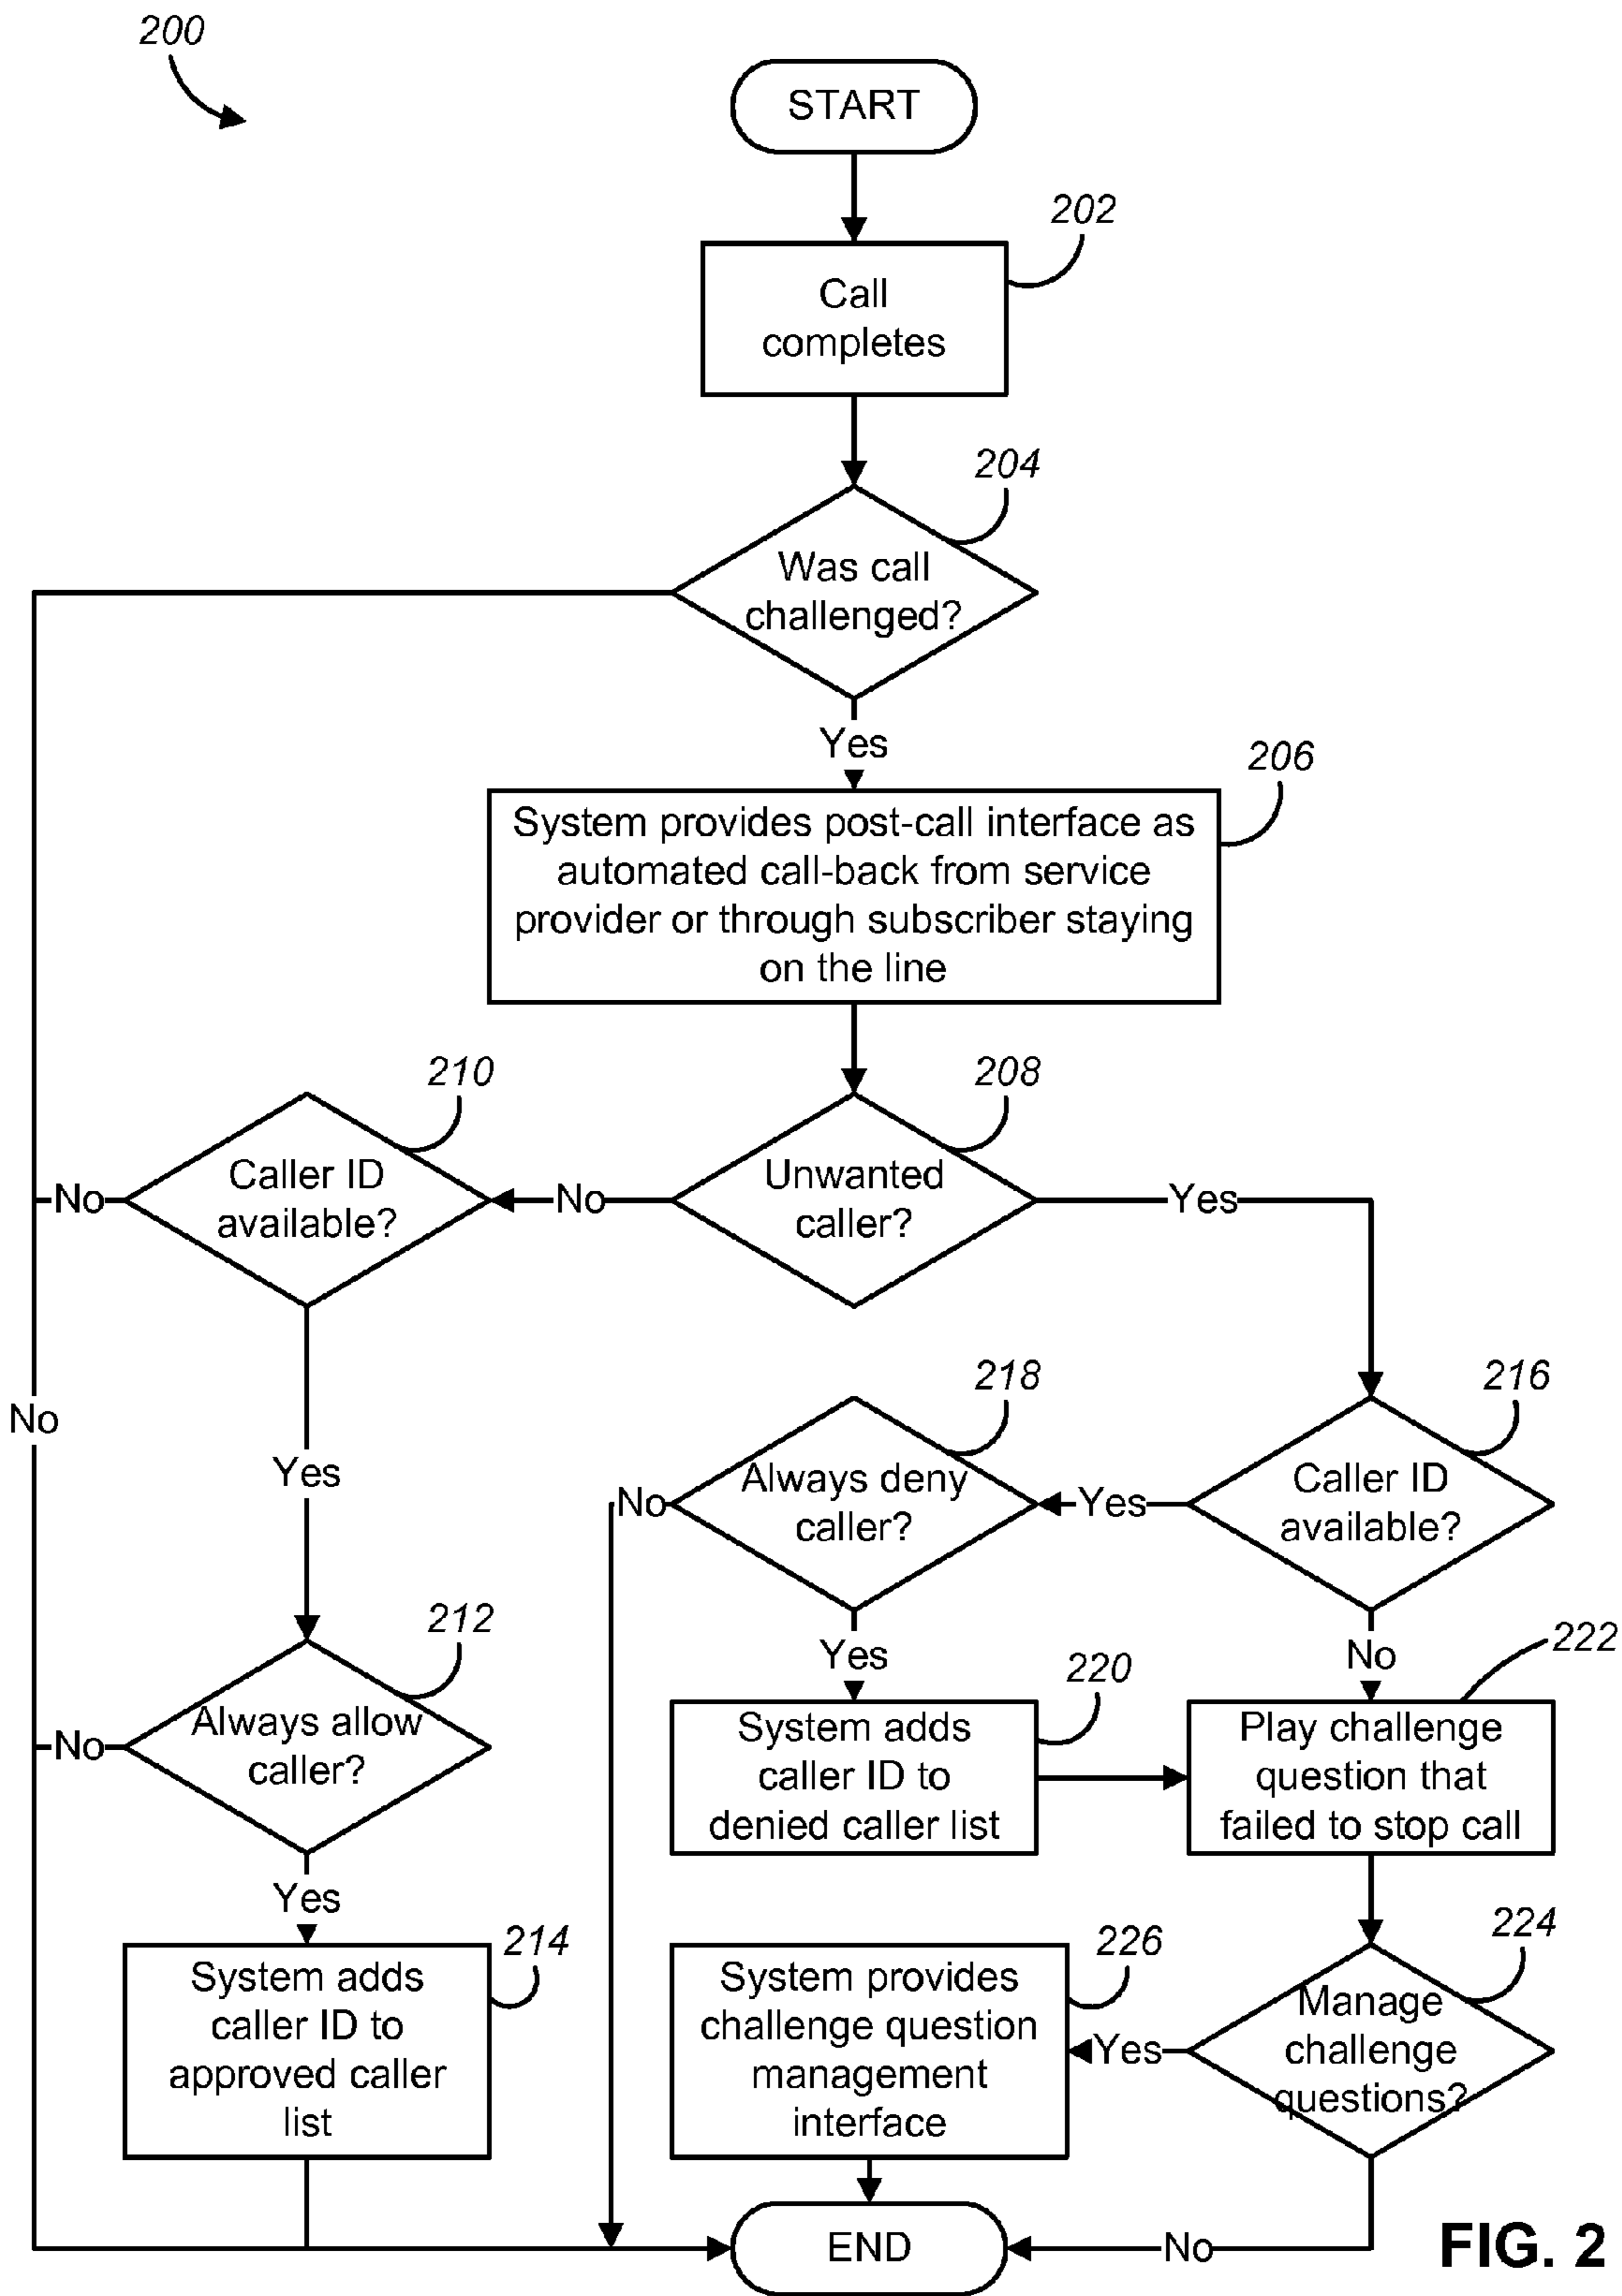 200
START
202
Call
completes
204
Was call
challenged?
Yes
206
System provides post-call interface as
automated call-back from service
provider or through subscriber staying
on the line
210
208
Caller ID
available?
Unwanted
caller?
No
No
Yes
218
216
No
Yes
Always deny
caller?
Caller ID
available?
No
Yes
212
Yes
No
222
220
Always allow
caller?
No
System adds
caller ID to
denied caller list
Play challenge
question that
failed to stop call
Yes
214
226
224
System adds
caller ID to
approved caller
list
System provides
challenge question
management
interface
Yes
Manage
challenge
questions?
END
No
FIG. 2